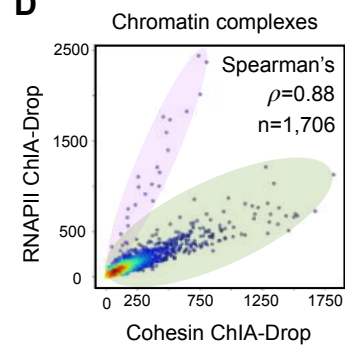 D
Chromatin complexes
Spearman's
ρ=0.88
n=1,706
RNAPII ChIA-Drop
2500
1500
500
0
0 250 750 1250 1750
Cohesin ChIA-Drop